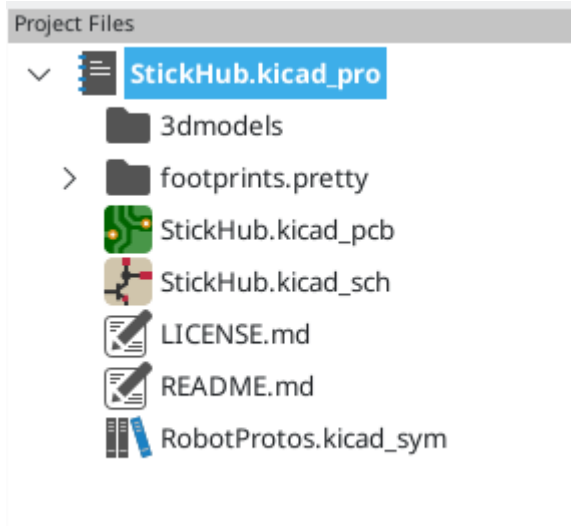 Project Files
StickHub.kicad_pro
3dmodels
footprints.pretty
StickHub.kicad_pcb
StickHub.kicad_sch
LICENSE.md
README.md
RobotProtos.kicad_sym